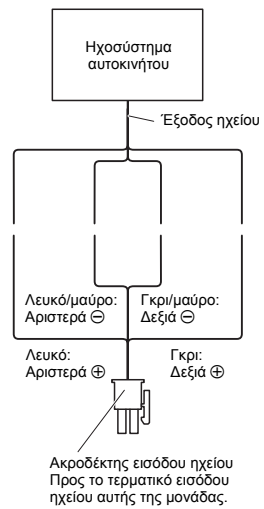 Ηχοσύστημα
αυτοκινήτου
Έξοδος ηχείου
Λευκό/μαύρο:
Αριστερά ⊖
Γκρι/μαύρο:
Δεξιά ⊖
Λευκό:
Αριστερά ⊕
Γκρι:
Δεξιά ⊕
Ακροδέκτης εισόδου ηχείου
Προς το τερματικό εισόδου
ηχείου αυτής της μονάδας.